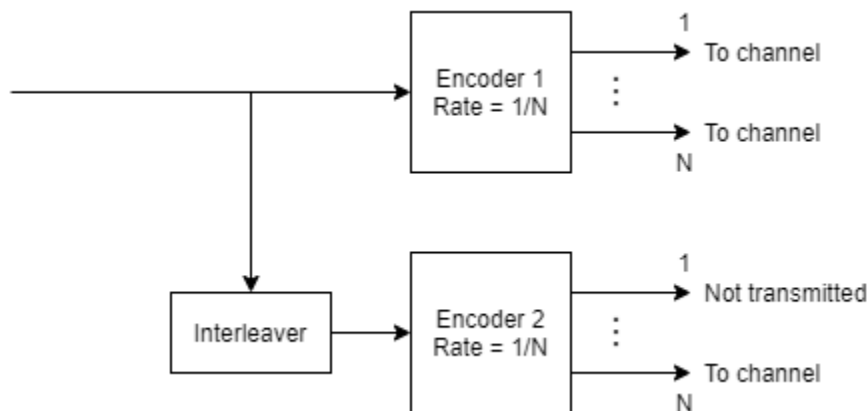 1
To channel
Encoder 1
Rate = 1/N
To channel
N
1
Not transmitted
Interleaver
Encoder 2
Rate = 1/N
To channel
N